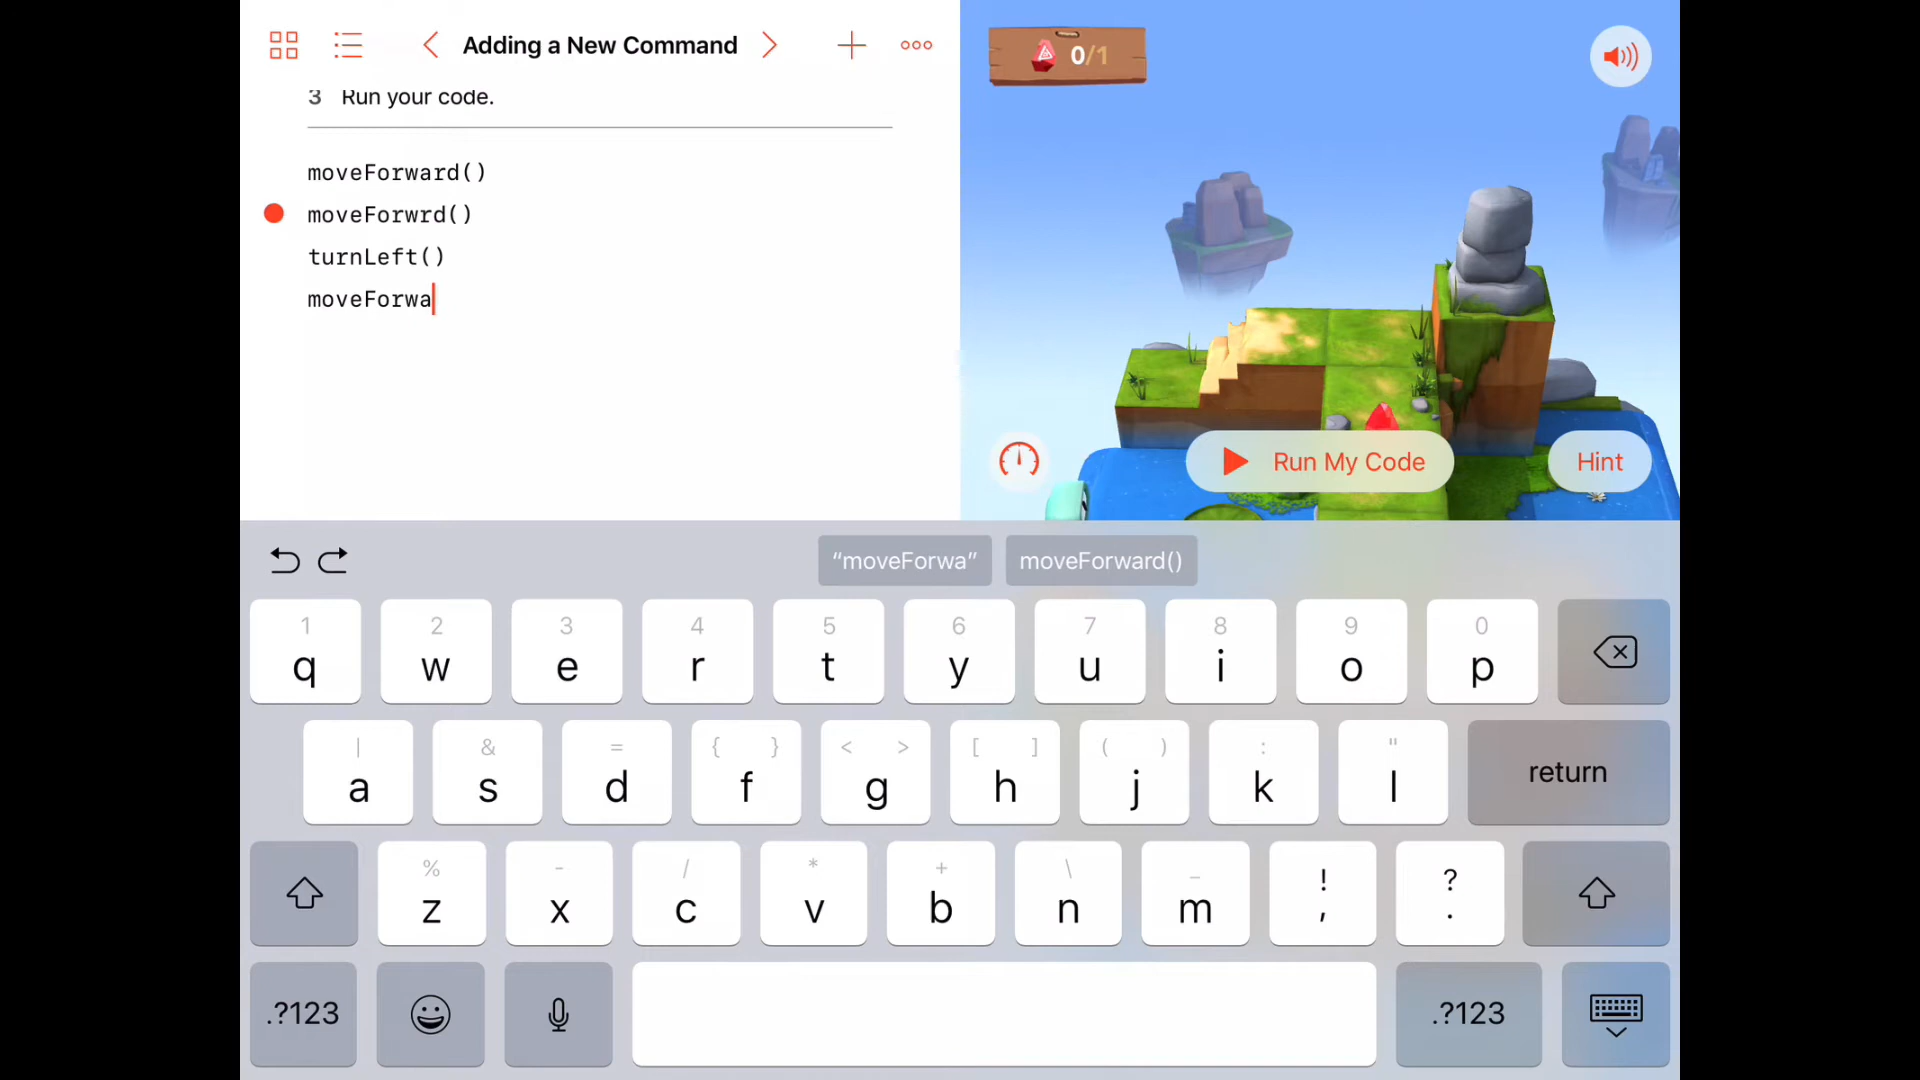 Adding a New Command
3 Run your code.
moveForward()
moveForwrd()
turnLeft()
moveForwa
0/1
Run My Code
Hint
“moveForwa” moveForward()
1 2 3 4 5 6 7 8 9 0
q w e r t y u i o p
| & = { } < > [ ] ( ) : "
a s d f g h j k l return
% - / * + \ _ ! ?
z x c v b n m , .
.?123 .?123